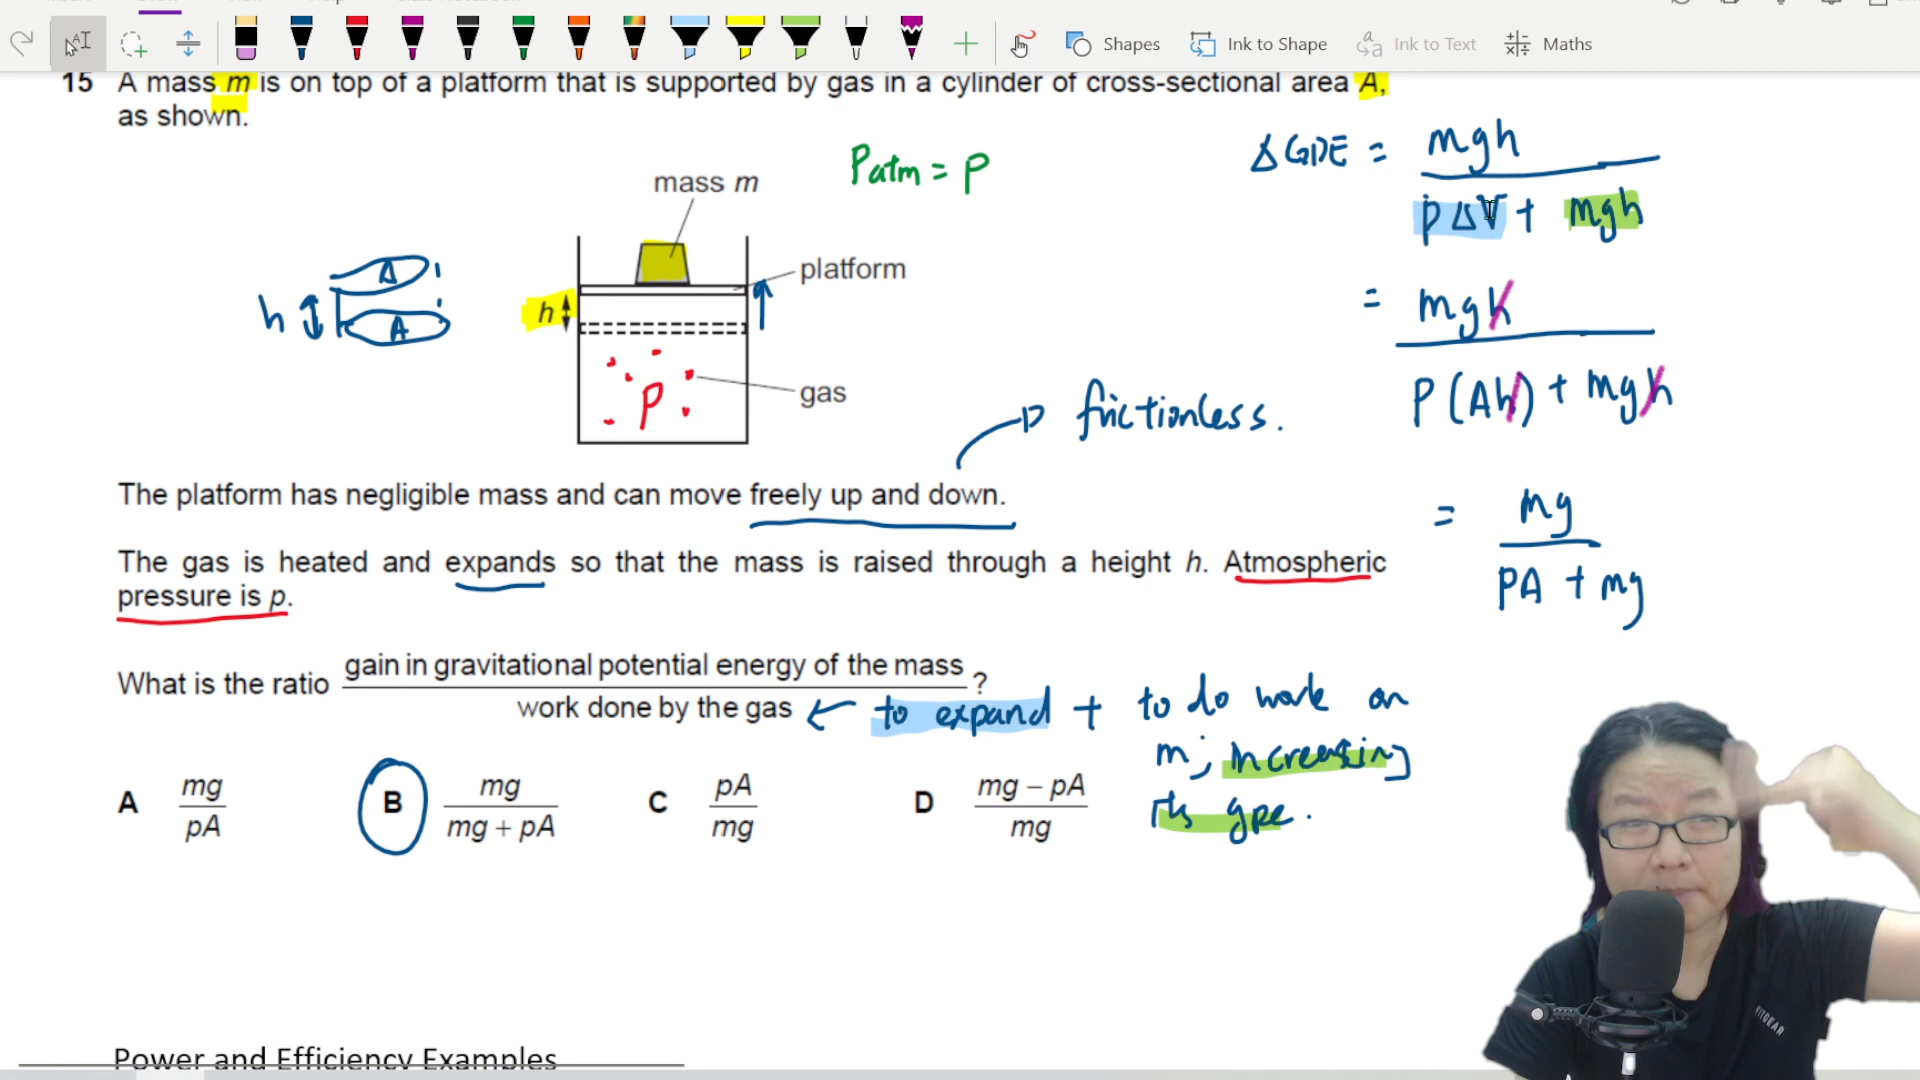 Shapes
Ink to Shape
Ink to Text
Maths
15 A mass m is on top of a platform that is supported by gas in a cylinder of cross-sectional area A,
as shown.
mass m
Patm = P
platform
h
h
A
A
P
gas
frictionless.
ΔGPE = mgh
PΔV + mgh
= mgh
P(Ah) + mgh
= mg
PA + mg
The platform has negligible mass and can move freely up and down.
The gas is heated and expands so that the mass is raised through a height h. Atmospheric
pressure is p.
What is the ratio gain in gravitational potential energy of the mass ?
work done by the gas
to expand + to do work on
m; increasing
its gpe.
A mg
pA
B mg
mg + pA
C pA
mg
D mg − pA
mg
FITGEAR
Power and Efficiency Examples